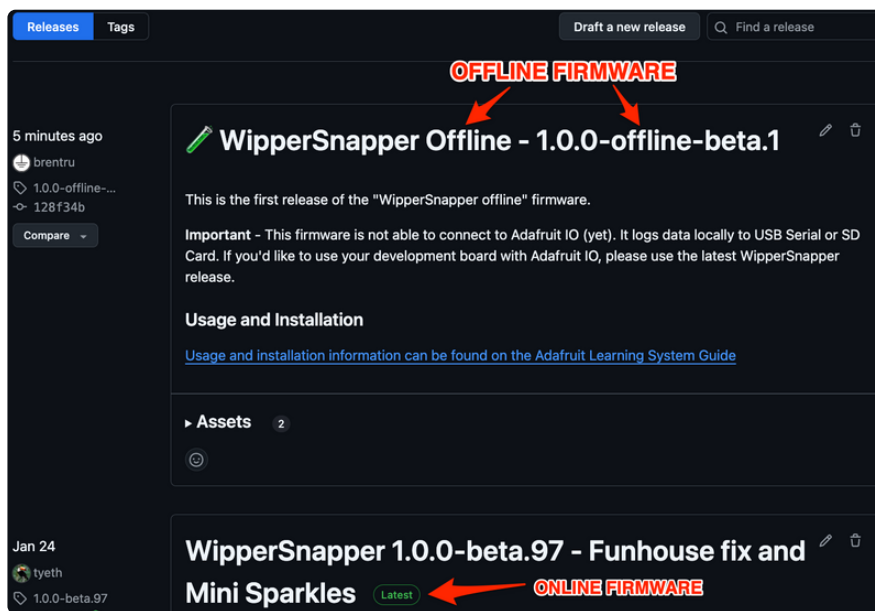 Releases
Tags
Draft a new release
Find a release
OFFLINE FIRMWARE
5 minutes ago
brentru
1.0.0-offline-...
128f34b
Compare
WipperSnapper Offline - 1.0.0-offline-beta.1
This is the first release of the "WipperSnapper offline" firmware.
Important - This firmware is not able to connect to Adafruit IO (yet). It logs data locally to USB Serial or SD
Card. If you'd like to use your development board with Adafruit IO, please use the latest WipperSnapper
release.
Usage and Installation
Usage and installation information can be found on the Adafruit Learning System Guide
Assets 2
Jan 24
tyeth
1.0.0-beta.97
WipperSnapper 1.0.0-beta.97 - Funhouse fix and
Mini Sparkles Latest
ONLINE FIRMWARE